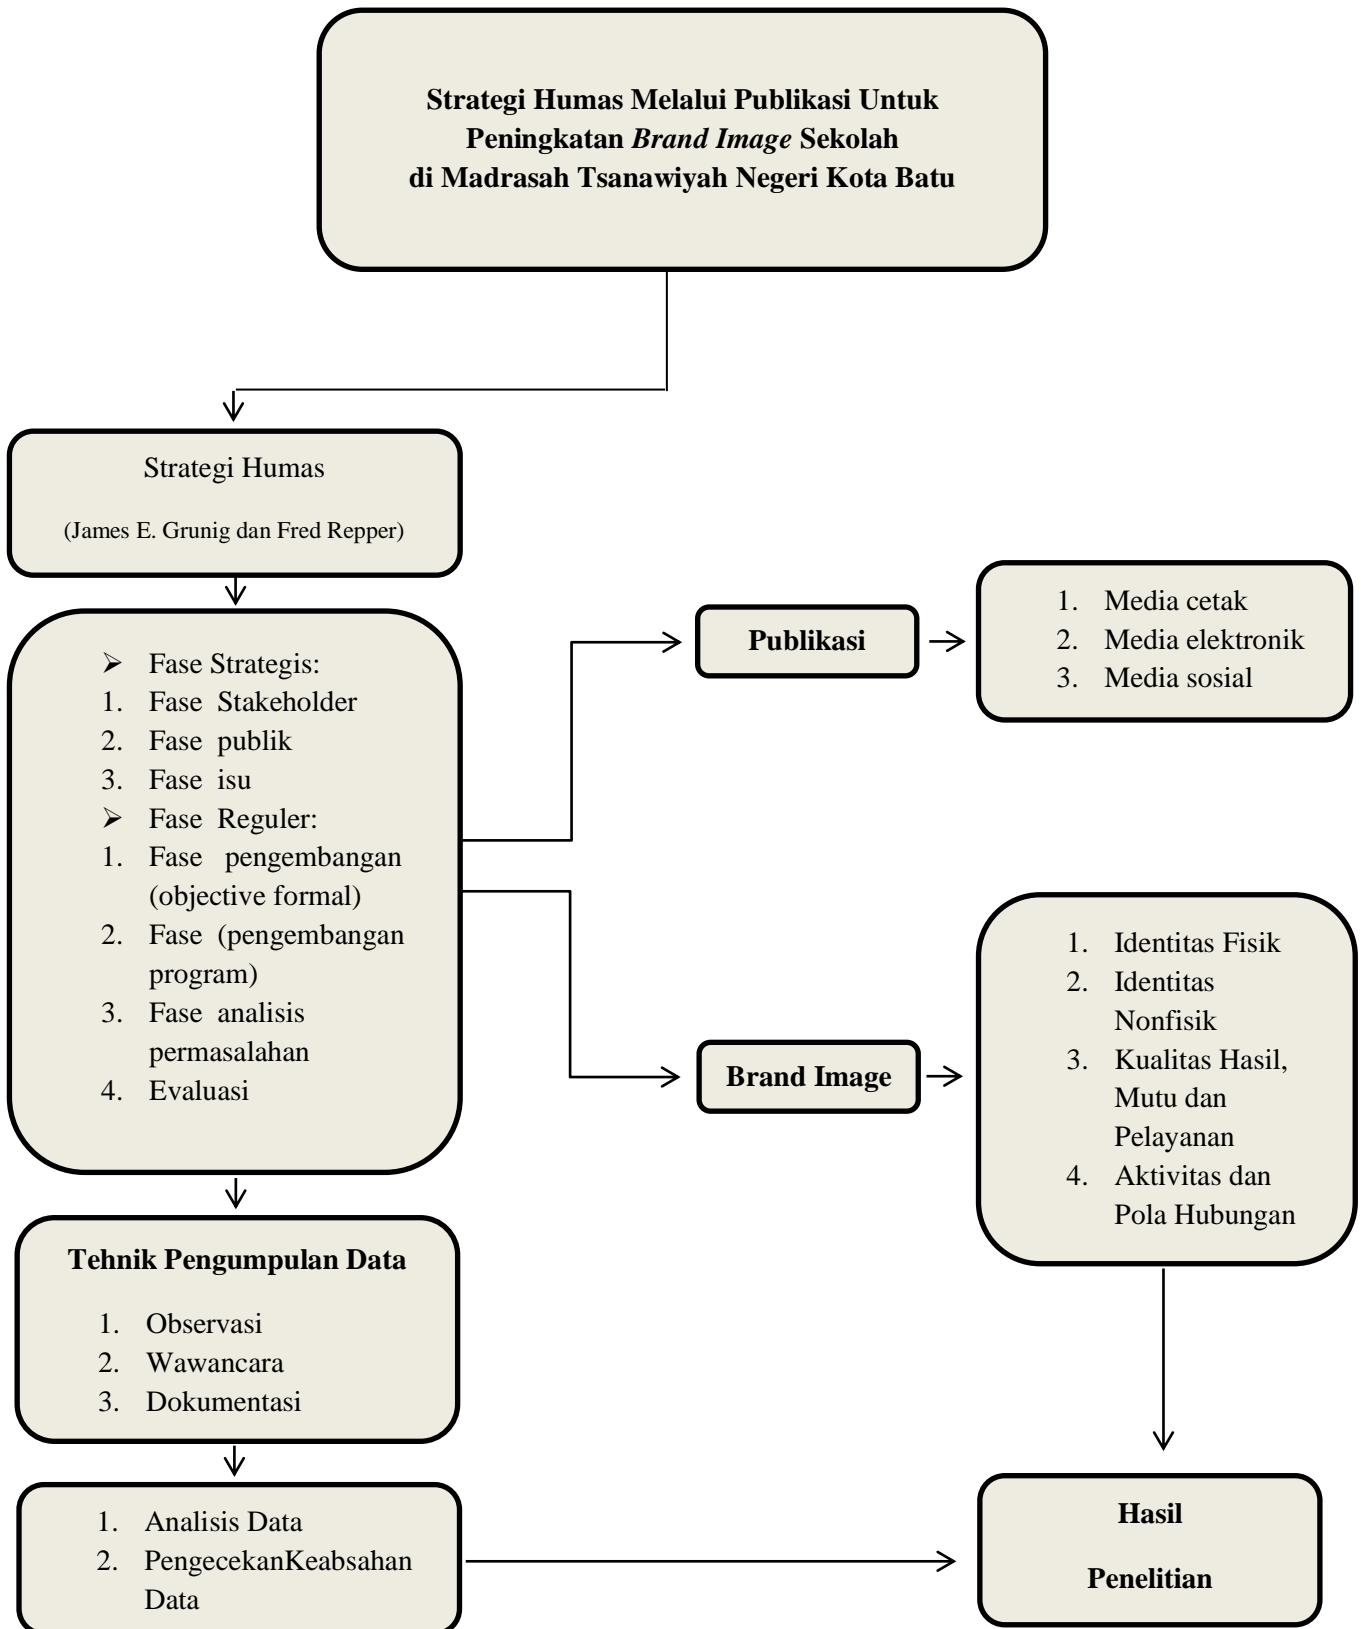 Strategi Humas Melalui Publikasi Untuk
Peningkatan Brand Image Sekolah
di Madrasah Tsanawiyah Negeri Kota Batu
Strategi Humas
(James E. Grunig dan Fred Repper)
➢ Fase Strategis:
1. Fase Stakeholder
2. Fase publik
3. Fase isu
➢ Fase Reguler:
1. Fase pengembangan
(objective formal)
2. Fase (pengembangan
program)
3. Fase analisis
permasalahan
4. Evaluasi
Publikasi
1. Media cetak
2. Media elektronik
3. Media sosial
Brand Image
1. Identitas Fisik
2. Identitas
Nonfisik
3. Kualitas Hasil,
Mutu dan
Pelayanan
4. Aktivitas dan
Pola Hubungan
Tehnik Pengumpulan Data
1. Observasi
2. Wawancara
3. Dokumentasi
1. Analisis Data
2. PengecekanKeabsahan
Data
Hasil
Penelitian